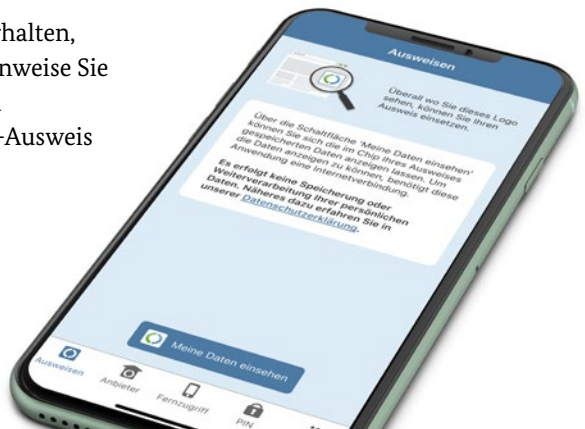 halten,
nweise Sie
-Ausweis
Ausweisen
Überall wo Sie dieses Logo
sehen, können Sie Ihren
Ausweis einsetzen.
Über die Schaltfläche 'Meine Daten einsehen'
können Sie sich die im Chip Ihres Ausweises
gespeicherten Daten anzeigen lassen. Um
die Daten anzeigen zu können, benötigt diese
Anwendung eine Internetverbindung.
Es erfolgt keine Speicherung oder
Weiterverarbeitung Ihrer persönlichen
Daten. Näheres dazu erfahren Sie in
unserer Datenschutzerklärung.
Meine Daten einsehen
Ausweisen
Anbieter
Fernzugriff
PIN